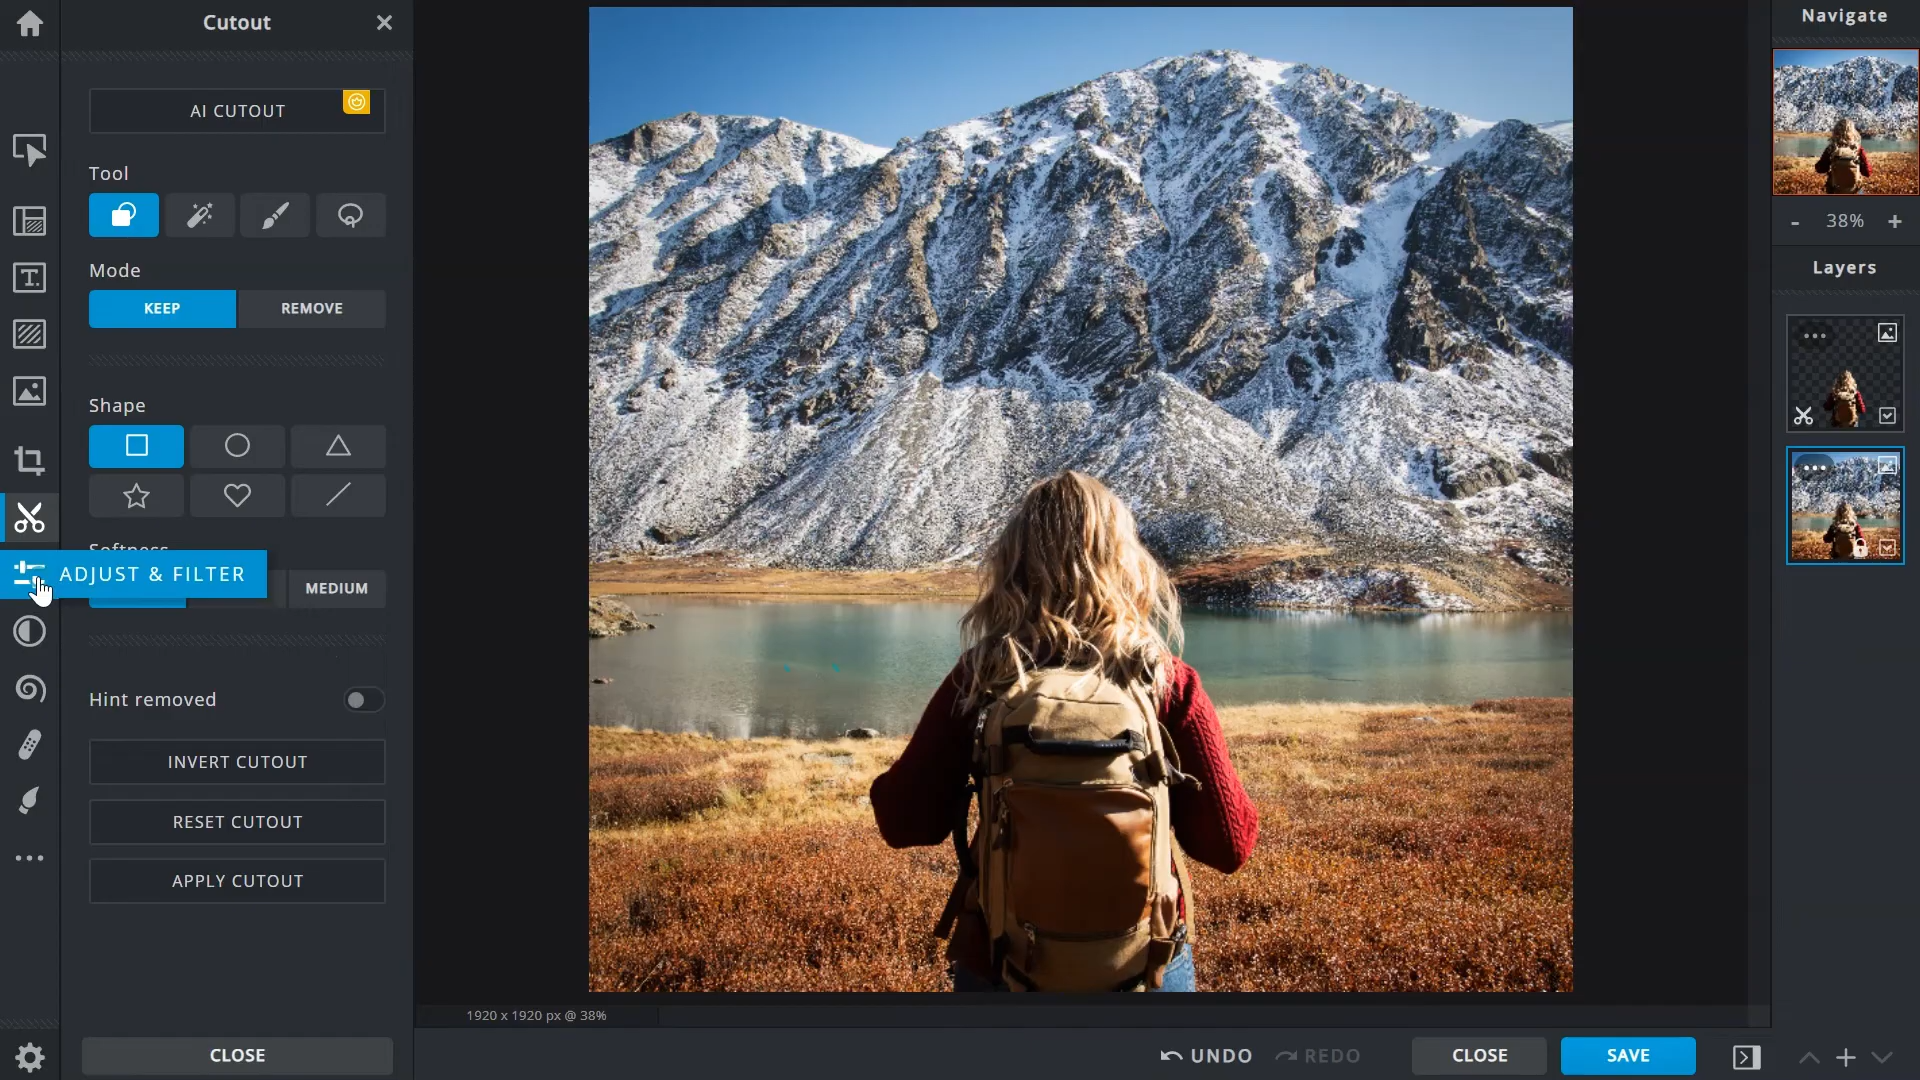 Cutout
AI CUTOUT
Tool
Mode
KEEP
REMOVE
Shape
Softness
ADJUST & FILTER
MEDIUM
Hint removed
INVERT CUTOUT
RESET CUTOUT
APPLY CUTOUT
CLOSE
1920 x 1920 px @ 38%
UNDO
REDO
CLOSE
SAVE
Navigate
- 38% +
Layers